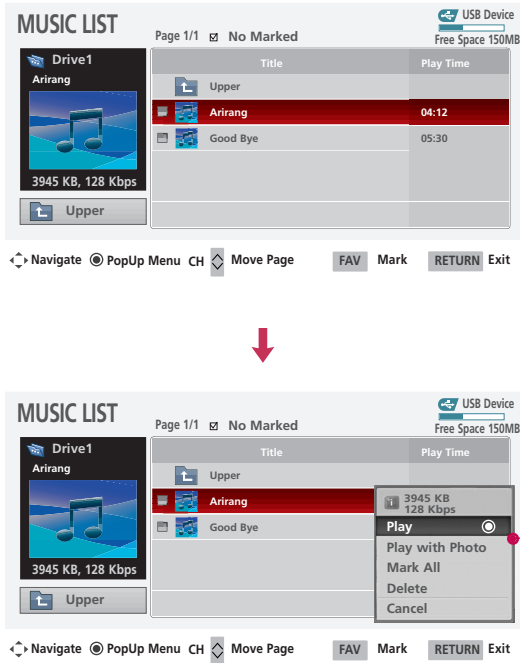 MUSIC LIST
Page 1/1 No Marked
USB Device
Free Space 150MB
Drive1
Arirang
3945 KB, 128 Kbps
Upper
Title Play Time
Upper
Arirang 04:12
Good Bye 05:30
Navigate PopUp Menu CH Move Page FAV Mark RETURN Exit
MUSIC LIST
Page 1/1 No Marked
USB Device
Free Space 150MB
Drive1
Arirang
3945 KB, 128 Kbps
Upper
Title Play Time
Upper
Arirang
Good Bye
3945 KB
128 Kbps
Play
Play with Photo
Mark All
Delete
Cancel
Navigate PopUp Menu CH Move Page FAV Mark RETURN Exit